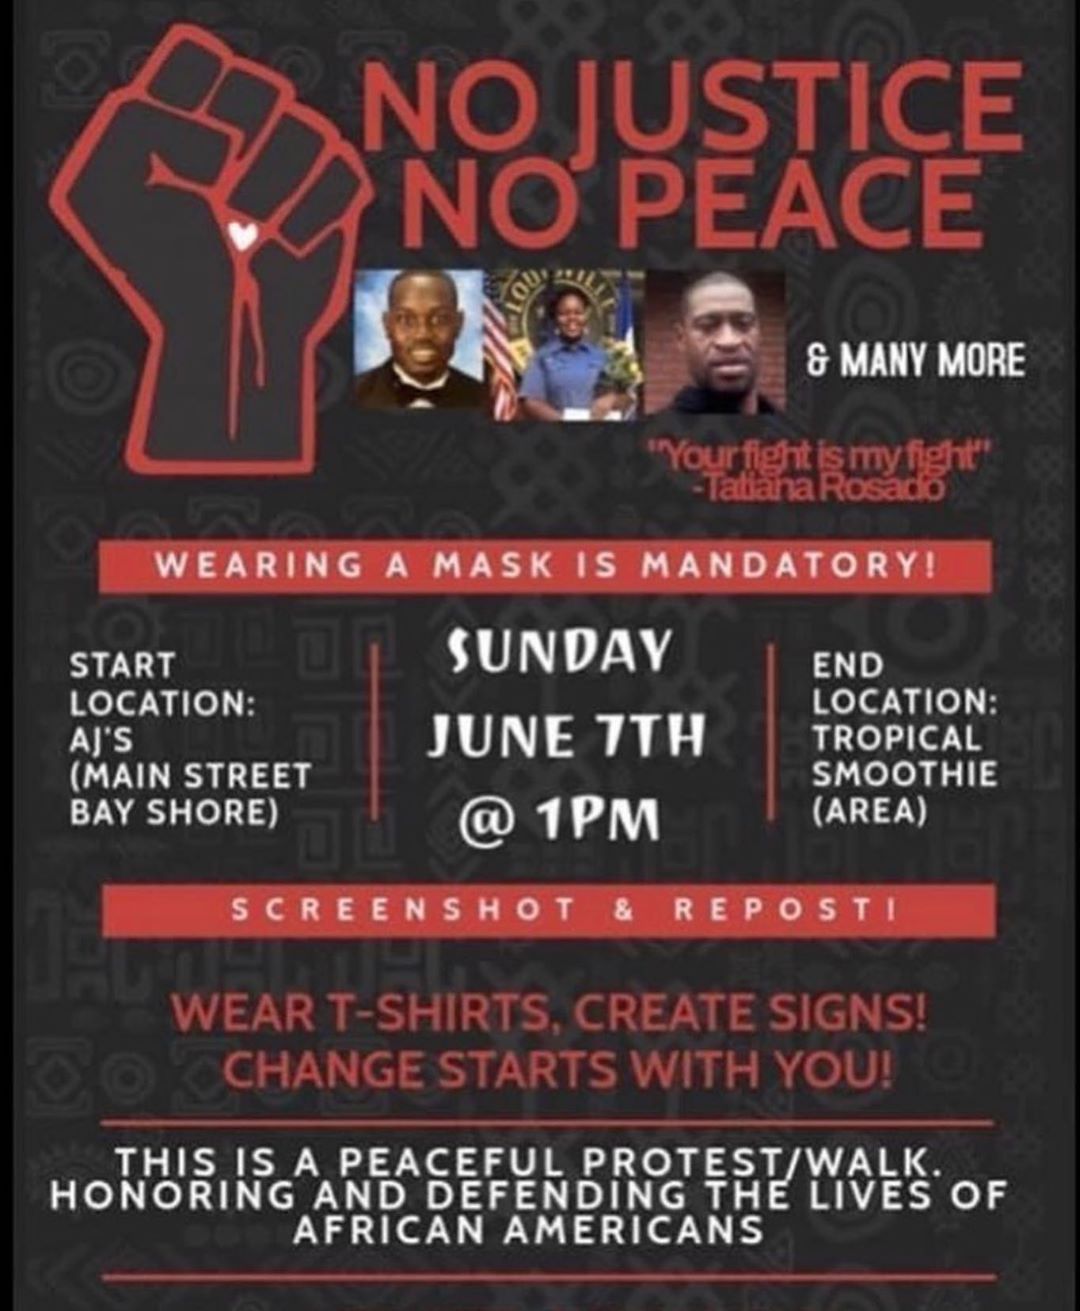 NO JUSTICE
NO PEACE
LOUISVILLE
& MANY MORE
"Your fight is my fight"
-Tatiana Rosado
WEARING A MASK IS MANDATORY!
START
LOCATION:
AJ'S
(MAIN STREET
BAY SHORE)
SUNDAY
JUNE 7TH
@ 1PM
END
LOCATION:
TROPICAL
SMOOTHIE
(AREA)
SCREENSHOT & REPOST!
WEAR T-SHIRTS, CREATE SIGNS!
CHANGE STARTS WITH YOU!
THIS IS A PEACEFUL PROTEST/WALK.
HONORING AND DEFENDING THE LIVES OF
AFRICAN AMERICANS